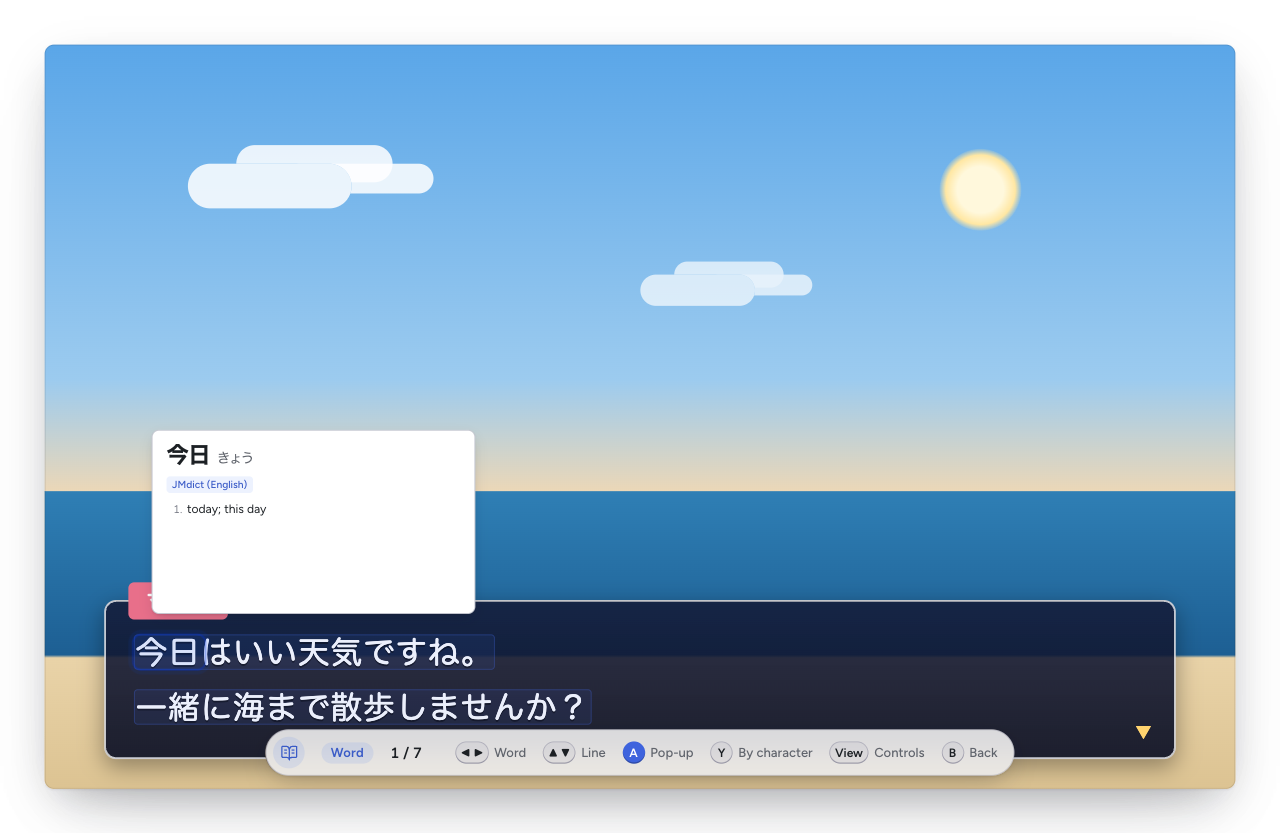 今日 きょう
JMdict (English)
1. today; this day
今日はいい天気ですね。
一緒に海まで散歩しませんか？
Word 1 / 7 ◀ ▶ Word ▲ ▼ Line A Pop-up Y By character View Controls B Back